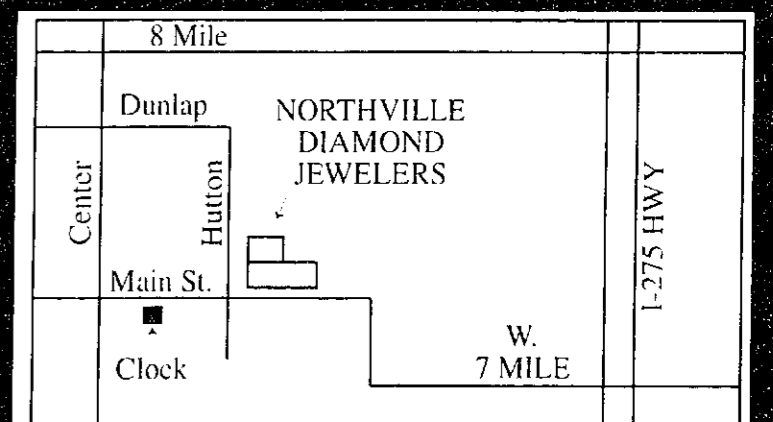 8 Mile
Dunlap
NORTHVILLE
DIAMOND
JEWELERS
Center
Hutton
I-275 HWY
Main St.
Clock
W.
7 MILE